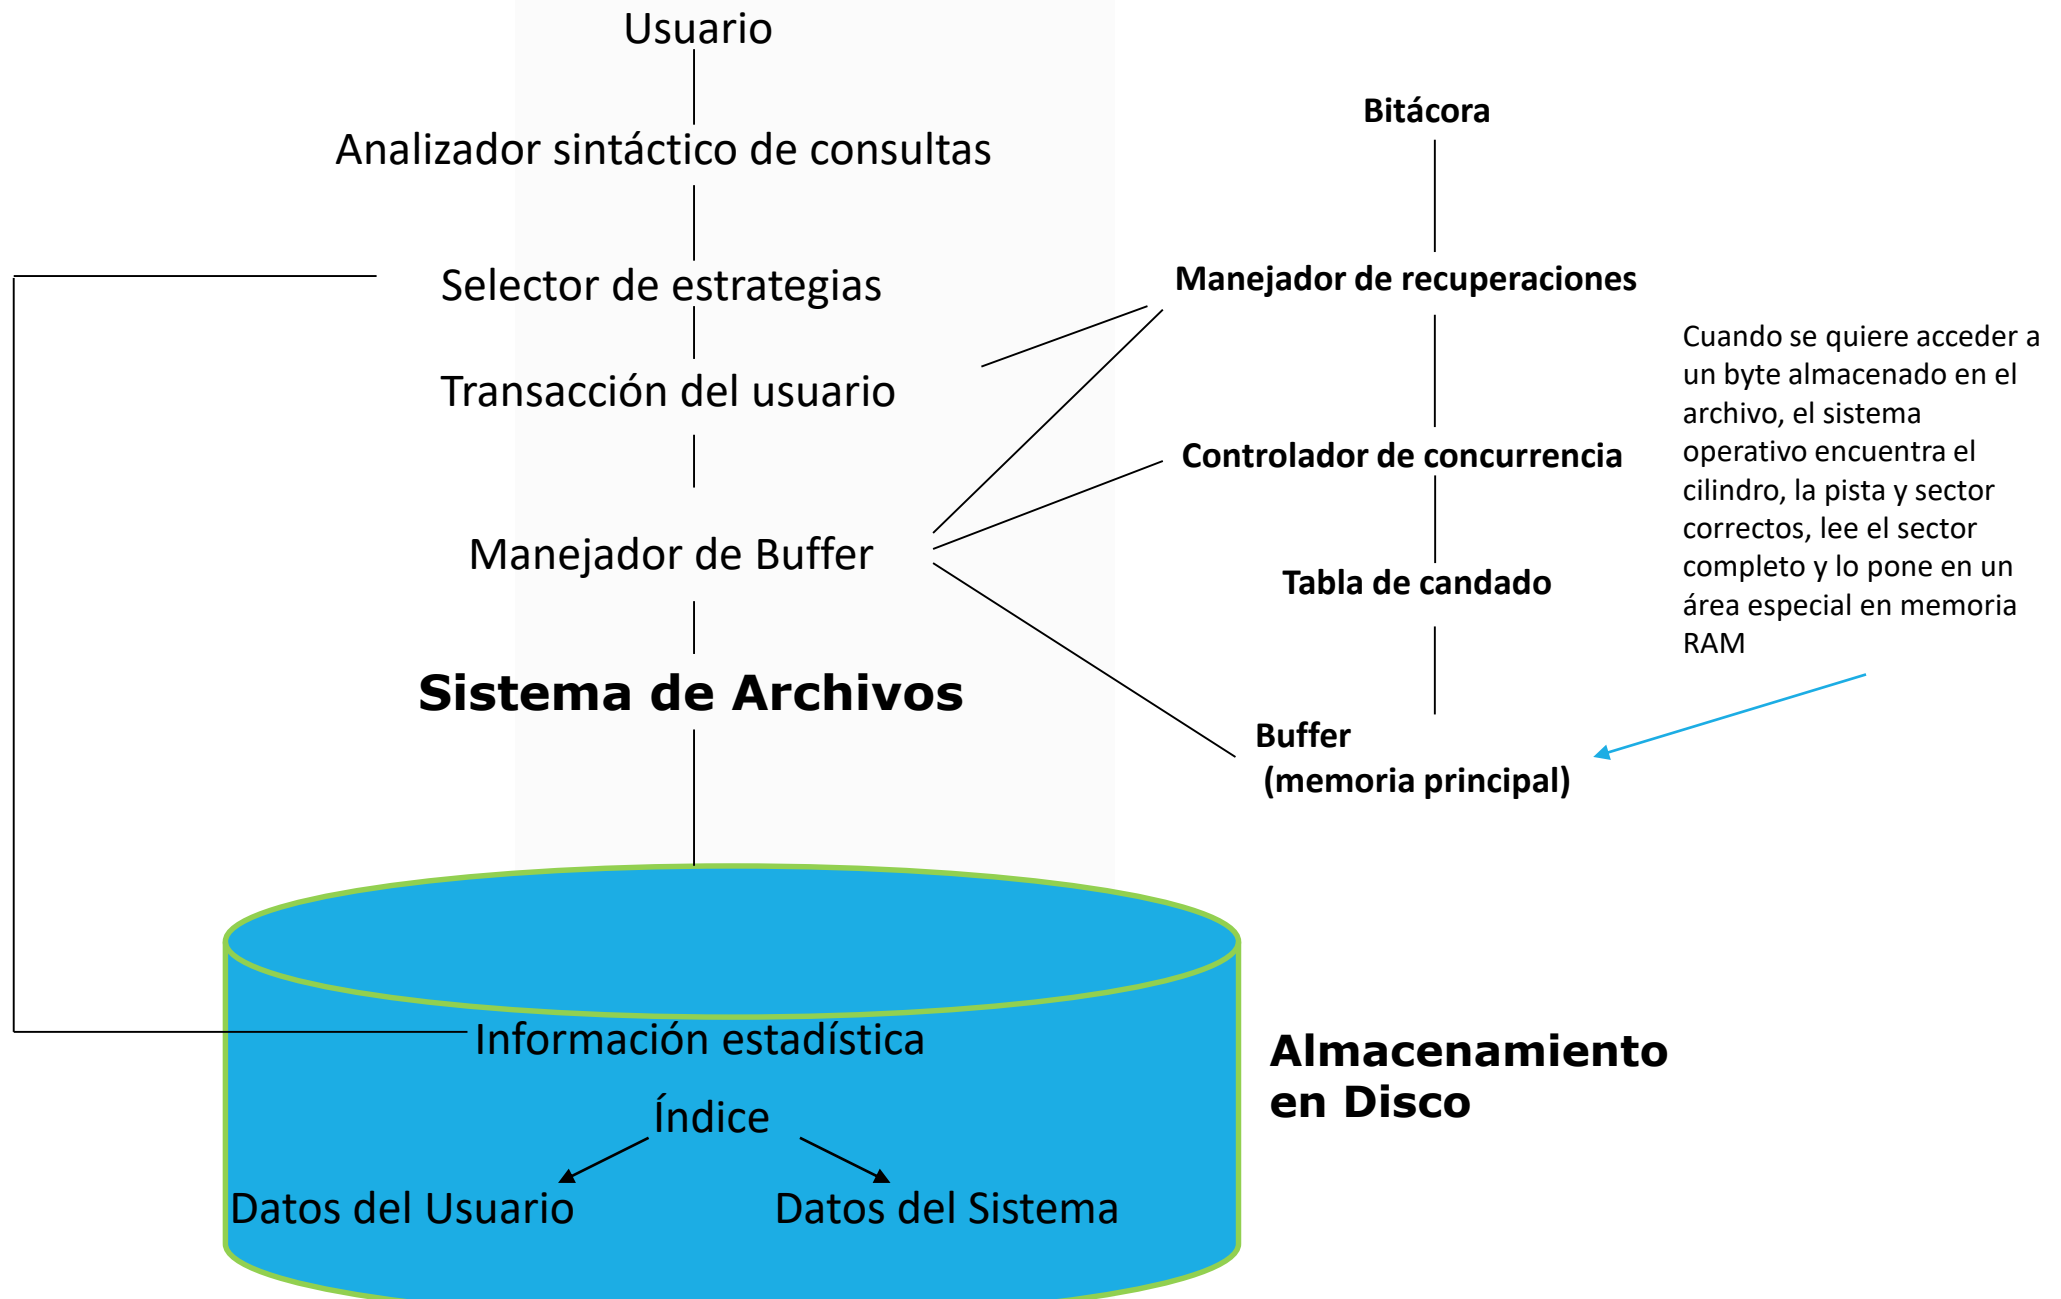 Usuario
Analizador sintáctico de consultas
Selector de estrategias
Transacción del usuario
Manejador de Buffer
Sistema de Archivos
Bitácora
Manejador de recuperaciones
Controlador de concurrencia
Tabla de candado
Buffer
(memoria principal)
Cuando se quiere acceder a
un byte almacenado en el
archivo, el sistema
operativo encuentra el
cilindro, la pista y sector
correctos, lee el sector
completo y lo pone en un
área especial en memoria
RAM
Información estadística
Índice
Datos del Usuario
Datos del Sistema
Almacenamiento
en Disco